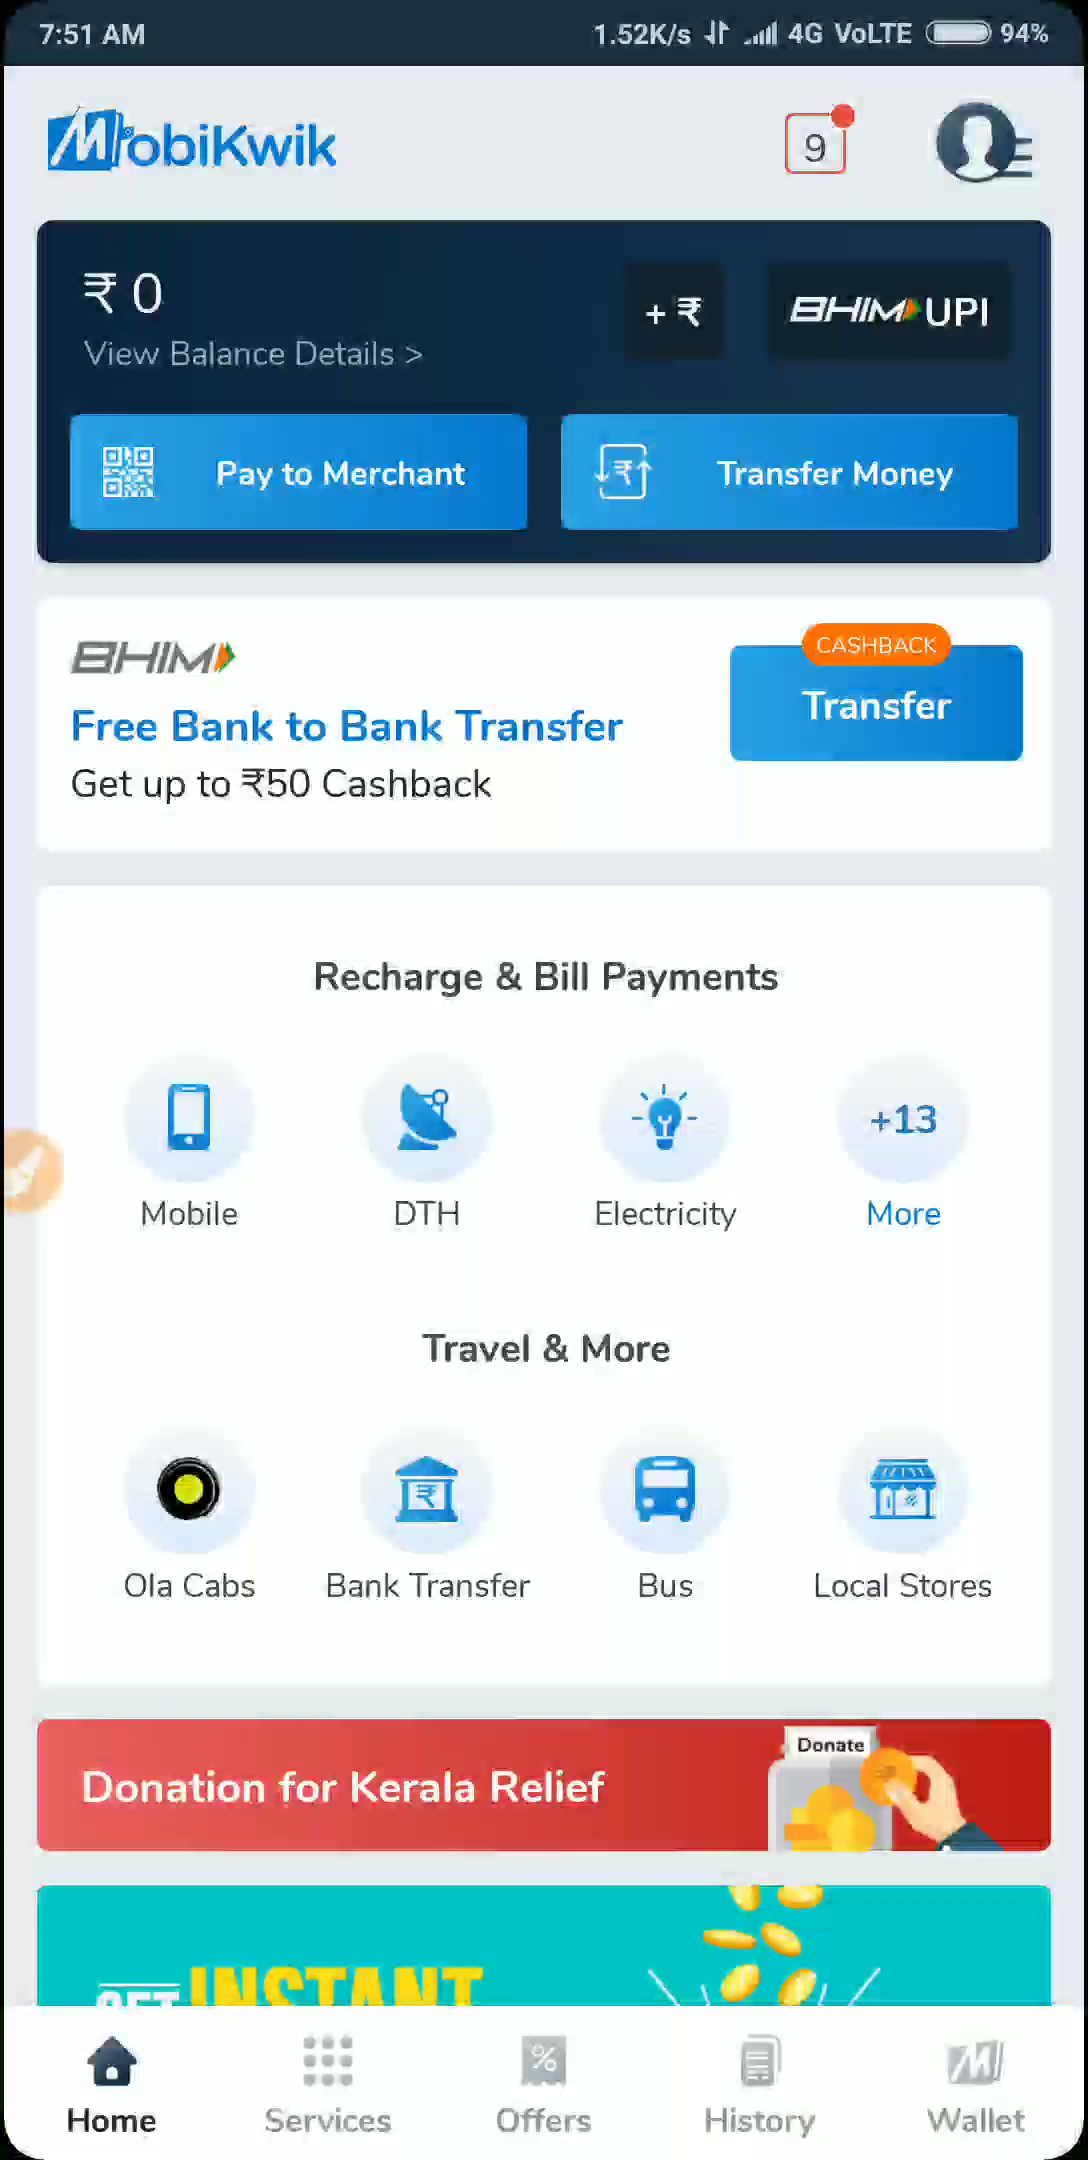 7:51 AM 1.52K/s 4G VoLTE 94%
MobiKwik 9
₹ 0
+ ₹
BHIM UPI
View Balance Details >
Pay to Merchant
Transfer Money
BHIM
CASHBACK
Transfer
Free Bank to Bank Transfer
Get up to ₹50 Cashback
Recharge & Bill Payments
+13
Mobile DTH Electricity More
Travel & More
Ola Cabs Bank Transfer Bus Local Stores
Donate
Donation for Kerala Relief
GET INSTANT
Home Services Offers History Wallet